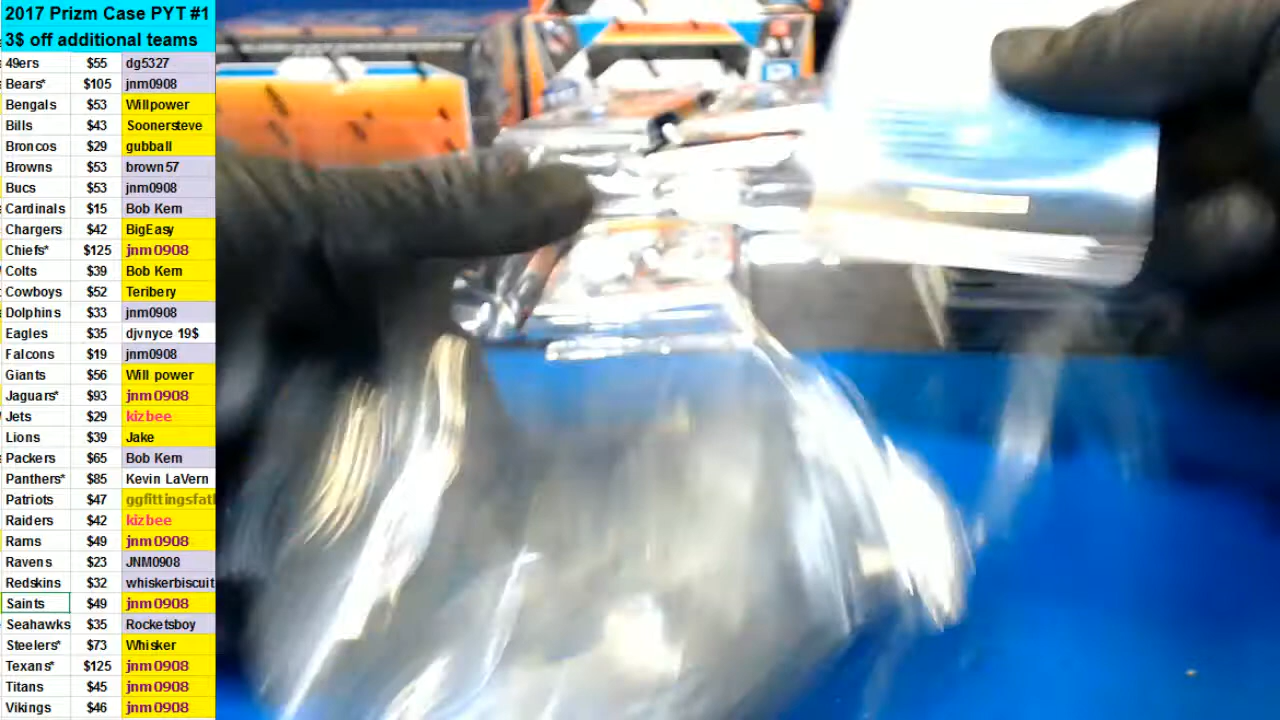 2017 Prizm Case PYT #1
3$ off additional teams
49ers $55 dg5327
Bears* $105 jnm0908
Bengals $53 Willpower
Bills $43 Soonersteve
Broncos $29 gubball
Browns $53 brown57
Bucs $53 jnm0908
Cardinals $15 Bob Kern
Chargers $42 BigEasy
Chiefs* $125 jnm0908
Colts $39 Bob Kern
Cowboys $52 Teribery
Dolphins $33 jnm0908
Eagles $35 djvnyce 19$
Falcons $19 jnm0908
Giants $56 Will power
Jaguars* $93 jnm0908
Jets $29 kizbee
Lions $39 Jake
Packers $65 Bob Kern
Panthers* $85 Kevin LaVern
Patriots $47 ggfittingsfatl
Raiders $42 kizbee
Rams $49 jnm0908
Ravens $23 JNM0908
Redskins $32 whiskerbiscuit
Saints $49 jnm0908
Seahawks $35 Rocketsboy
Steelers* $73 Whisker
Texans* $125 jnm0908
Titans $45 jnm0908
Vikings $46 jnm0908